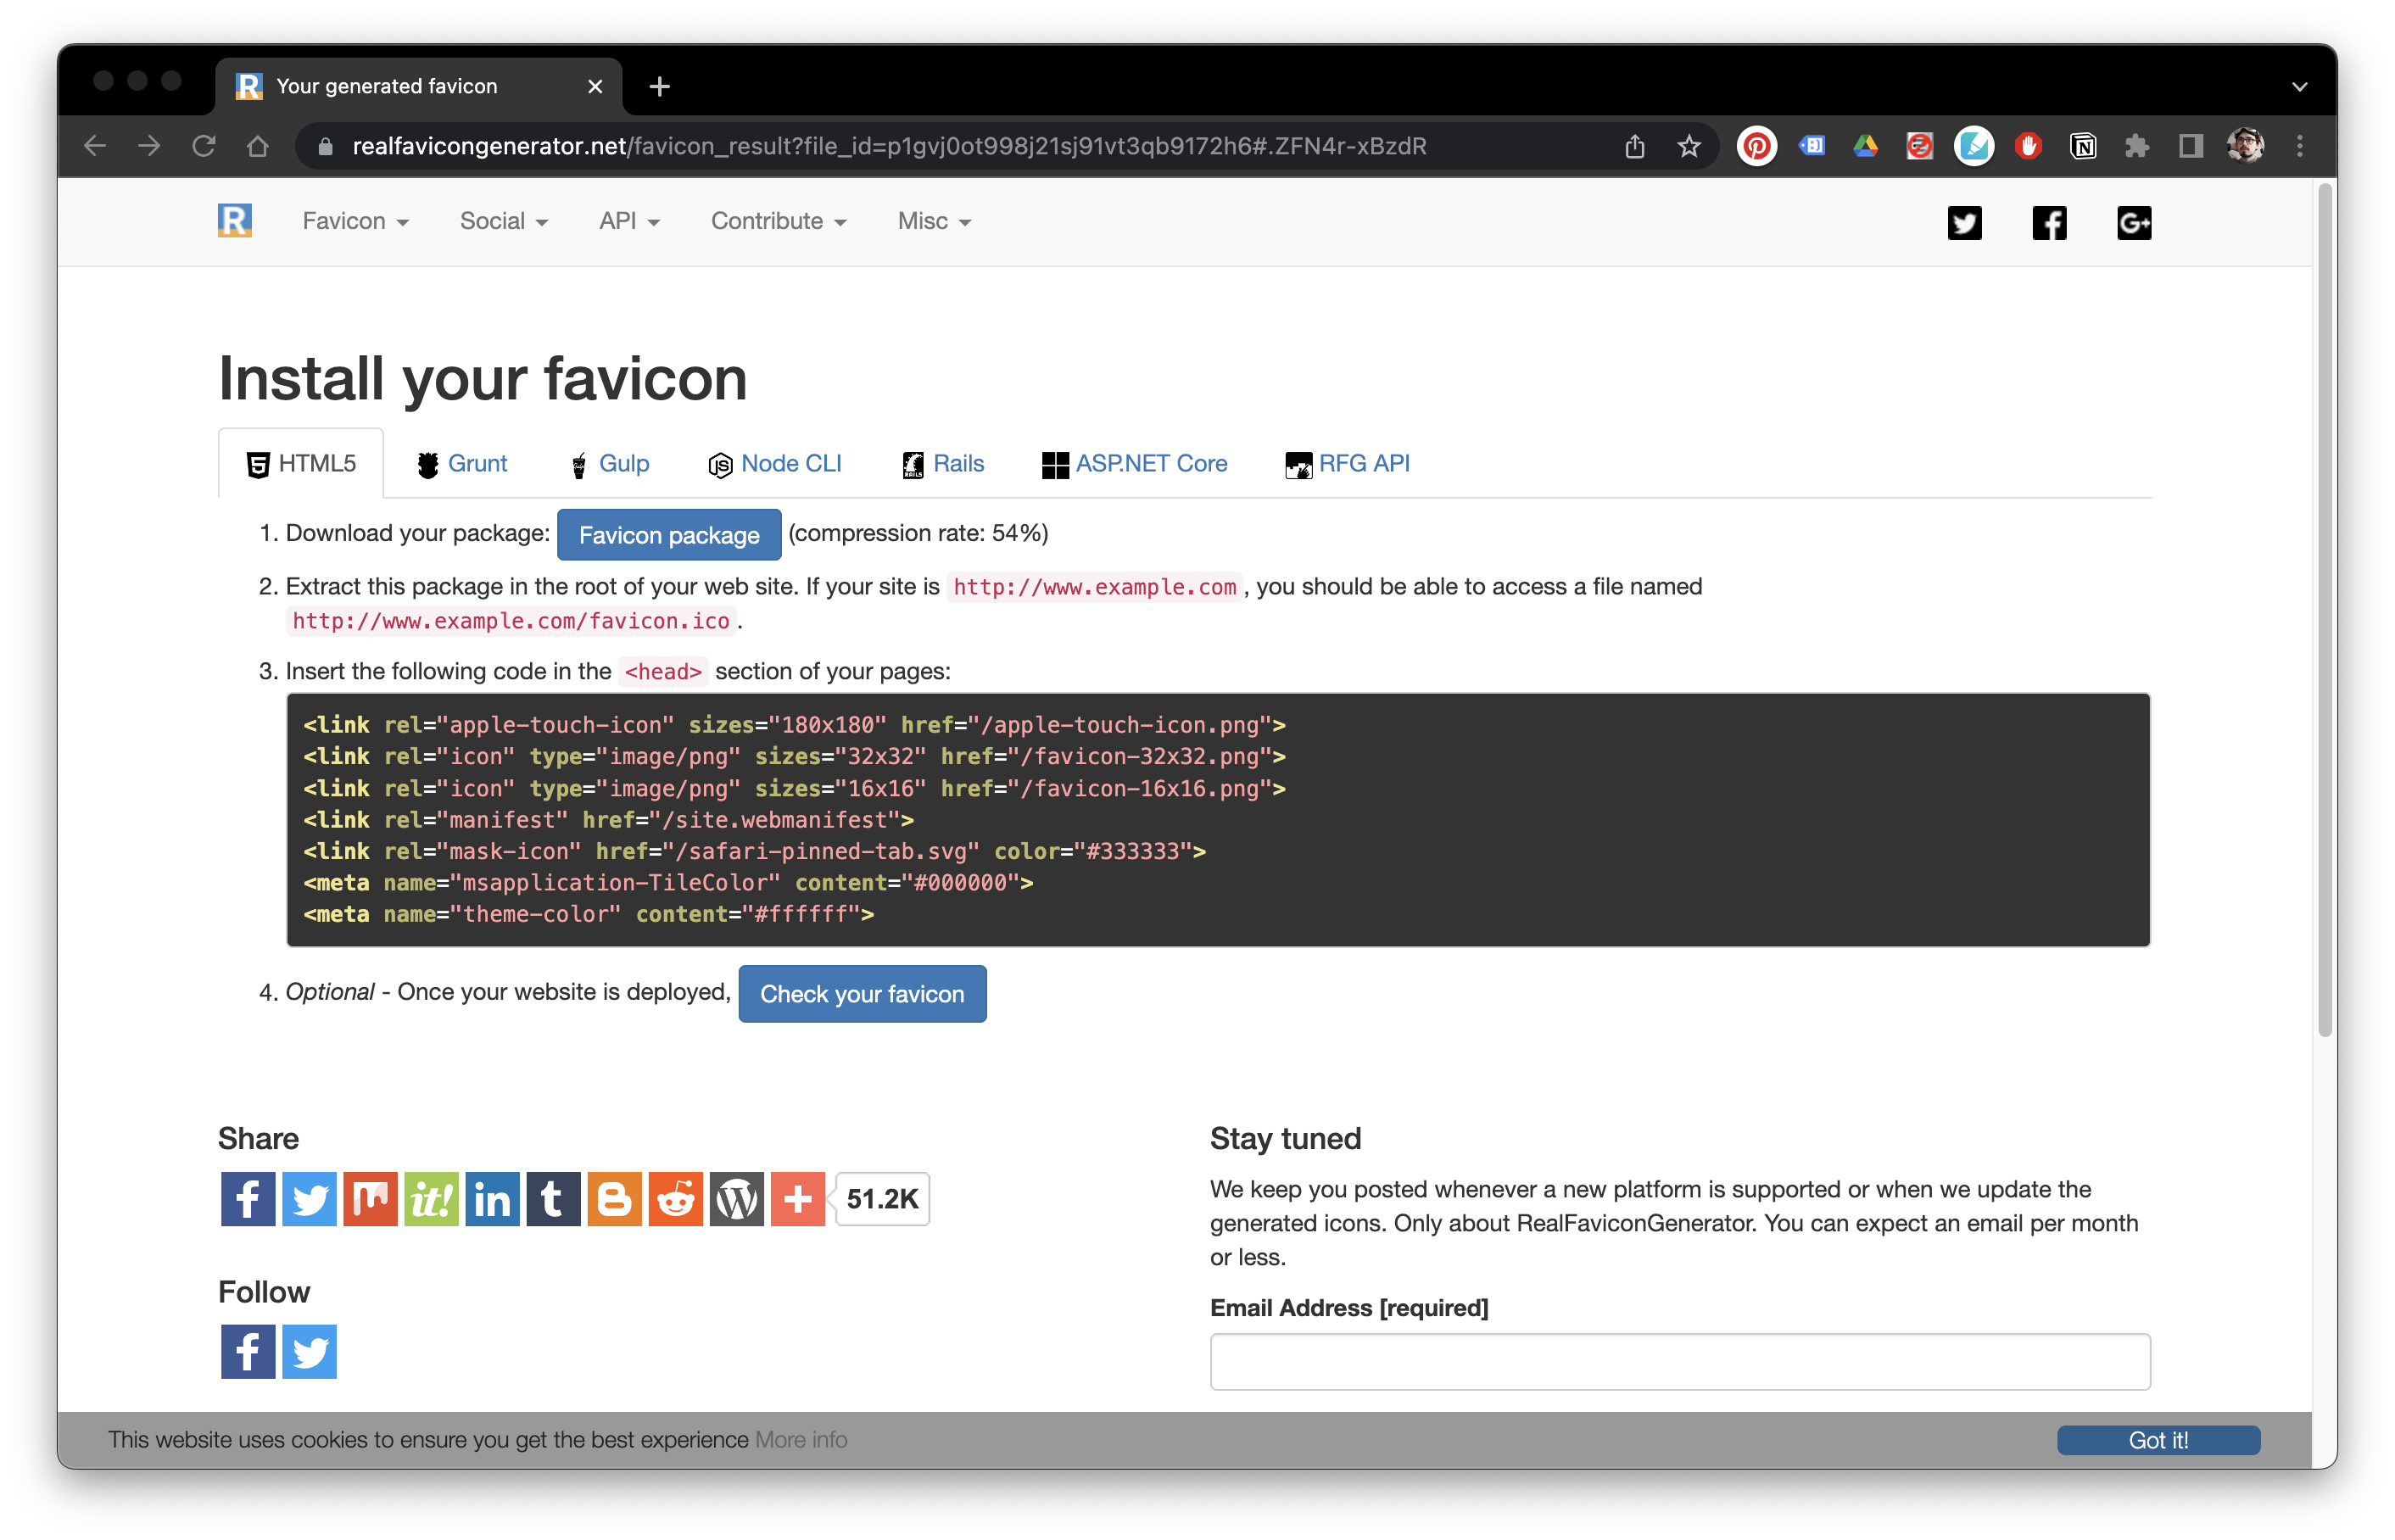 Your generated favicon
realfavicongenerator.net/favicon_result?file_id=p1gvj0ot998j21sj91vt3qb9172h6#.ZFN4r-xBzdR
R Favicon Social API Contribute Misc
Install your favicon
HTML5 Grunt Gulp Node CLI Rails ASP.NET Core RFG API
1. Download your package: Favicon package (compression rate: 54%)
2. Extract this package in the root of your web site. If your site is http://www.example.com, you should be able to access a file named
http://www.example.com/favicon.ico.
3. Insert the following code in the <head> section of your pages:
<link rel="apple-touch-icon" sizes="180x180" href="/apple-touch-icon.png">
<link rel="icon" type="image/png" sizes="32x32" href="/favicon-32x32.png">
<link rel="icon" type="image/png" sizes="16x16" href="/favicon-16x16.png">
<link rel="manifest" href="/site.webmanifest">
<link rel="mask-icon" href="/safari-pinned-tab.svg" color="#333333">
<meta name="msapplication-TileColor" content="#000000">
<meta name="theme-color" content="#ffffff">
4. Optional - Once your website is deployed, Check your favicon
Share
51.2K
Follow
Stay tuned
We keep you posted whenever a new platform is supported or when we update the
generated icons. Only about RealFaviconGenerator. You can expect an email per month
or less.
Email Address [required]
This website uses cookies to ensure you get the best experience More info
Got it!